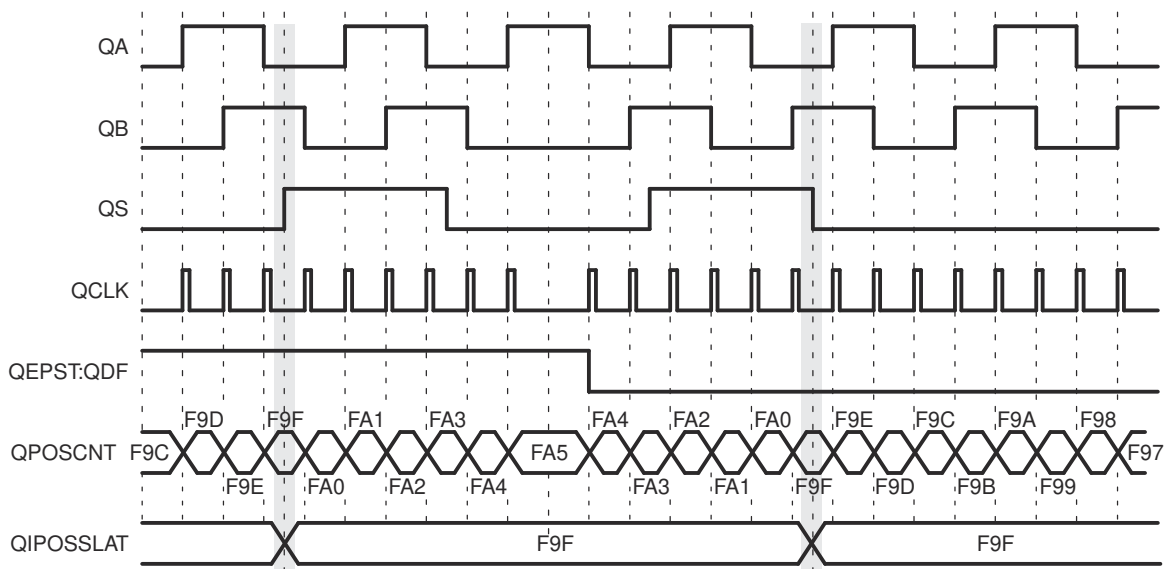 QA
QB
QS
QCLK
QEPST:QDF
F9D F9F FA1 FA3 FA4 FA2 FA0 F9E F9C F9A F98
QPOSCNT F9C FA5 F97
F9E FA0 FA2 FA4 FA3 FA1 F9F F9D F9B F99
QIPOSSLAT F9F F9F